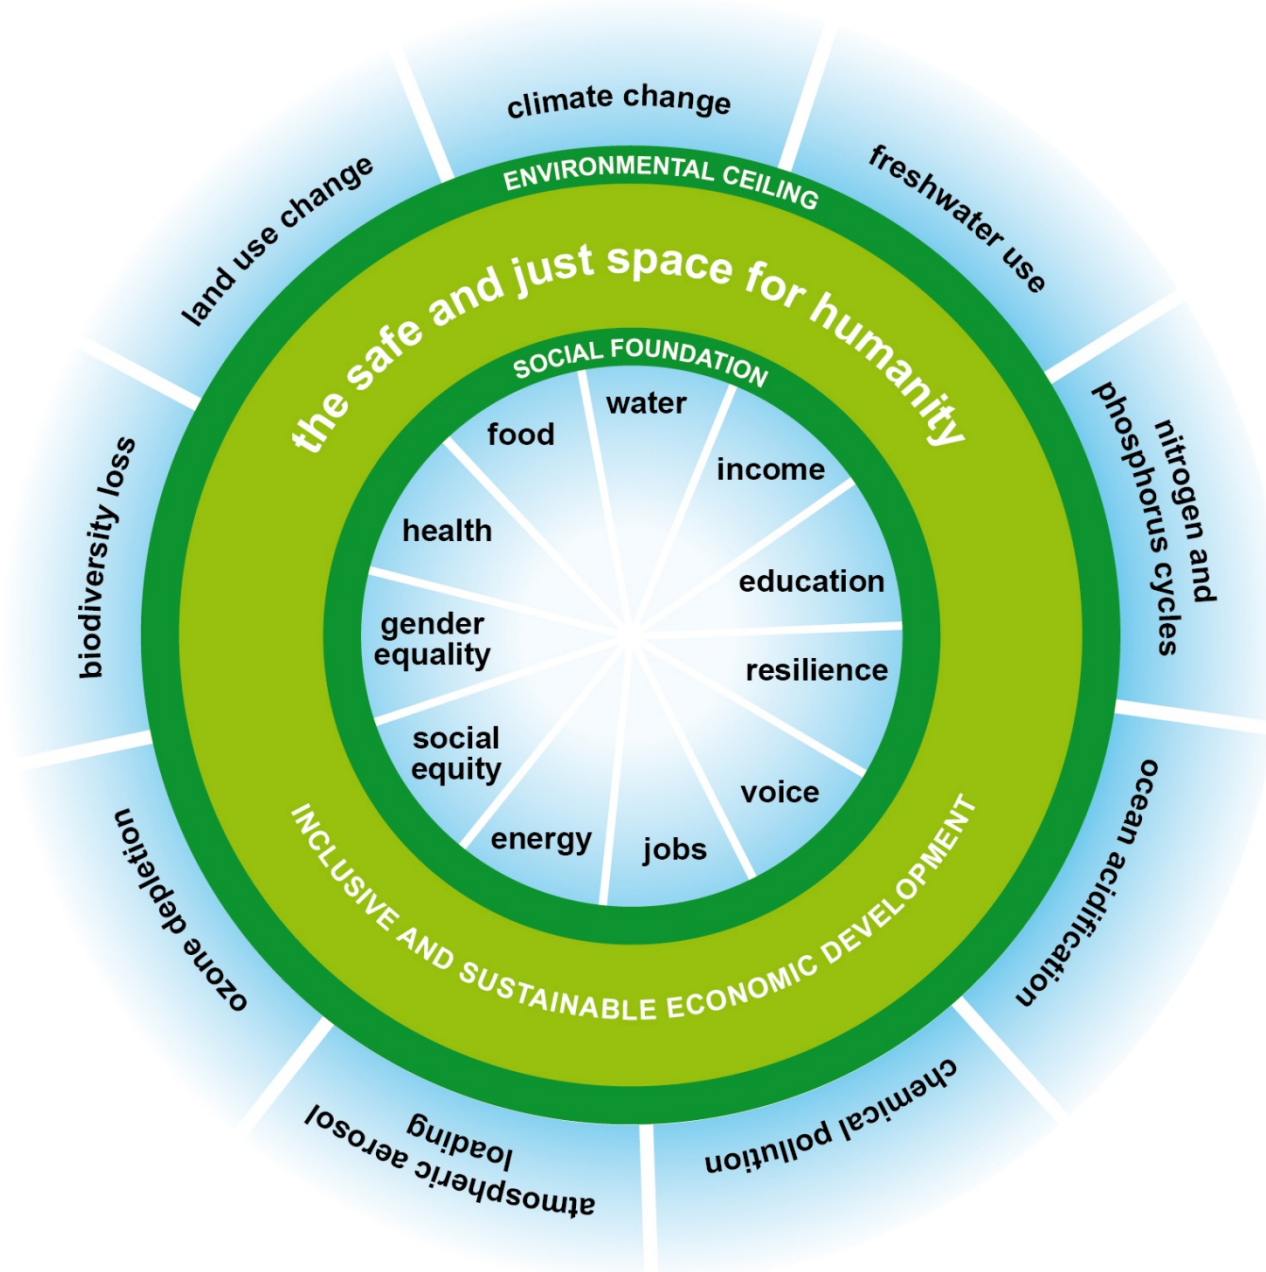 climate change
freshwater use
nitrogen and
phosphorus cycles
ocean acidification
chemical pollution
atmospheric aerosol
loading
ozone depletion
biodiversity loss
land use change
ENVIRONMENTAL CEILING
the safe and just space for humanity
SOCIAL FOUNDATION
water
income
education
resilience
voice
jobs
energy
social
equity
gender
equality
health
food
INCLUSIVE AND SUSTAINABLE ECONOMIC DEVELOPMENT